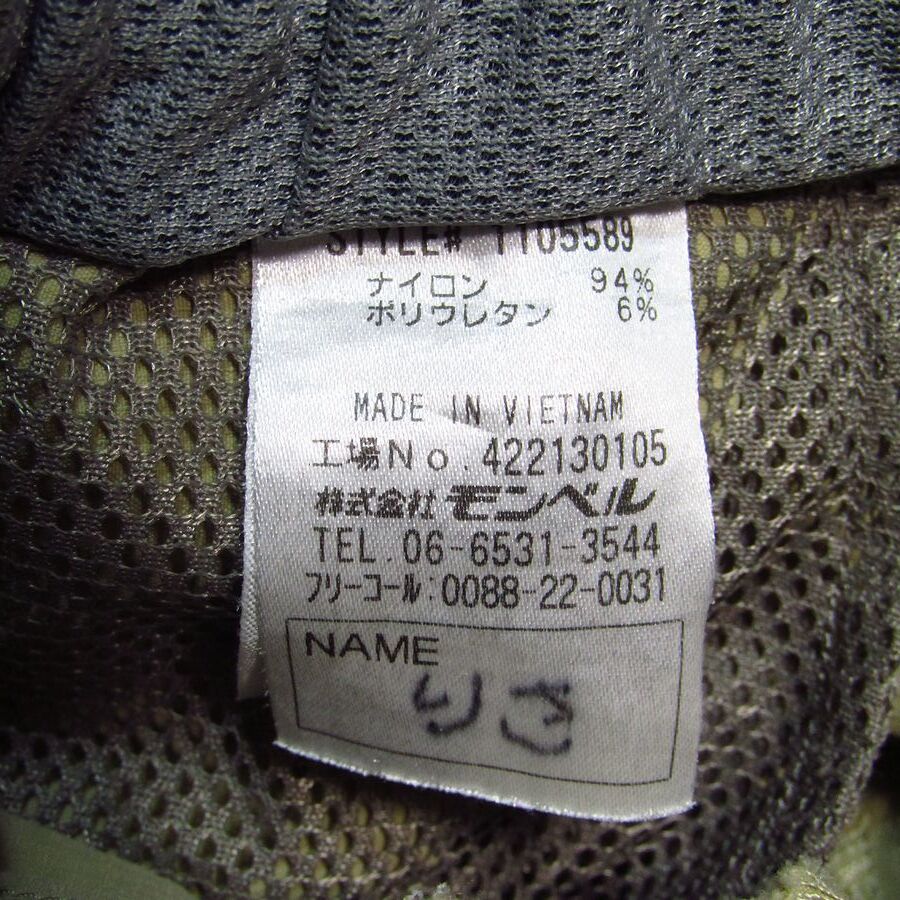 STYLE# 1105589
ナイロン 94%
ポリウレタン 6%
MADE IN VIETNAM
工場No. 422130105
株式会社 モンベル
TEL. 06-6531-3544
フリーコール:0088-22-0031
NAME
りさ